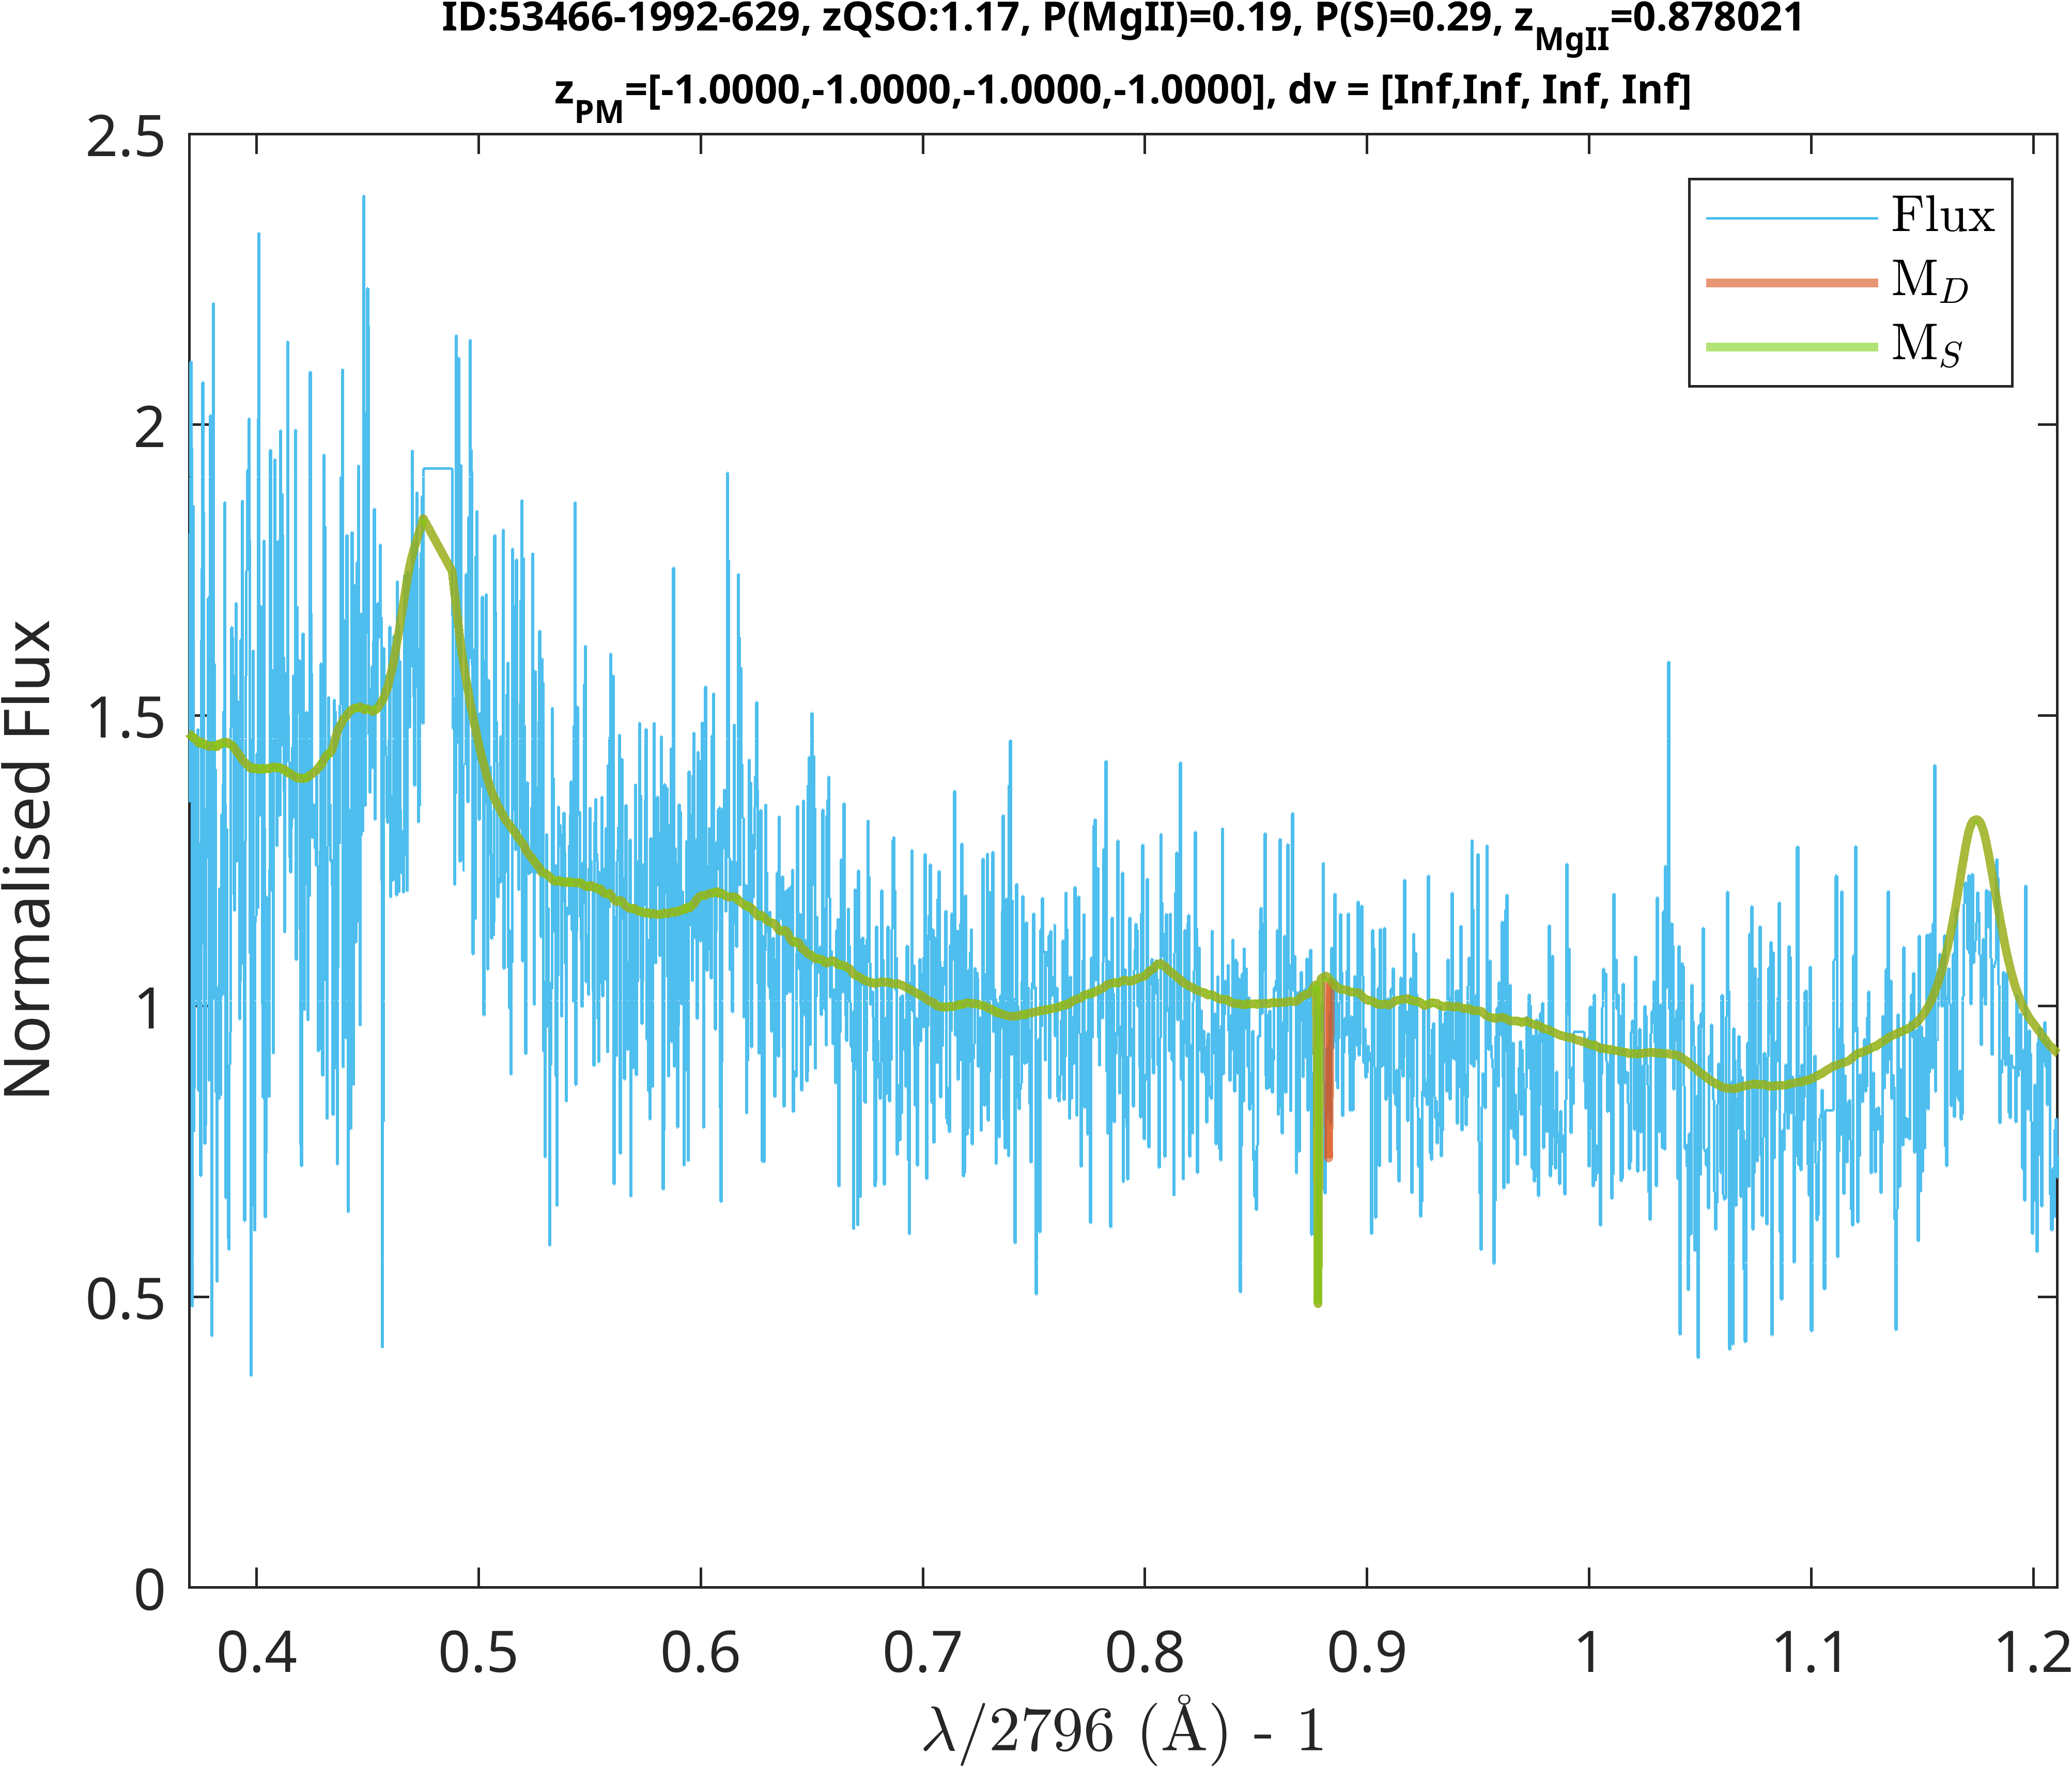 ID:53466-1992-629, zQSO:1.17, P(MgII)=0.19, P(S)=0.29, zMgII=0.878021
zPM=[-1.0000,-1.0000,-1.0000,-1.0000], dv = [Inf,Inf, Inf, Inf]
2.5
2
1.5
1
0.5
0
Normalised Flux
Flux
MD
MS
0.4 0.5 0.6 0.7 0.8 0.9 1 1.1 1.2
λ/2796 (Å) - 1